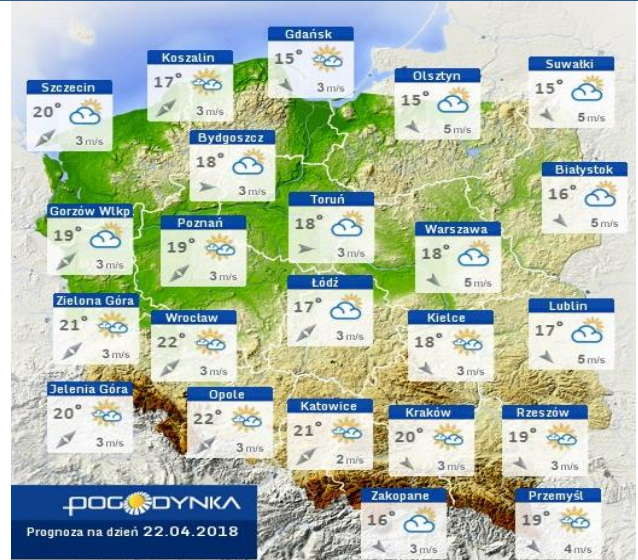 Gdańsk
15°
3 m/s
Koszalin
17°
3 m/s
Suwałki
15°
5 m/s
Olsztyn
15°
5 m/s
Szczecin
20°
3 m/s
Bydgoszcz
18°
3 m/s
Białystok
16°
5 m/s
Toruń
18°
3 m/s
Gorzów Wlkp
19°
3 m/s
Poznań
19°
3 m/s
Warszawa
18°
5 m/s
Łódź
17°
3 m/s
Zielona Góra
21°
3 m/s
Wrocław
22°
3 m/s
Kielce
18°
3 m/s
Lublin
17°
5 m/s
Jelenia Góra
20°
3 m/s
Opole
22°
3 m/s
Katowice
21°
2 m/s
Kraków
20°
3 m/s
Rzeszów
19°
3 m/s
Zakopane
16°
3 m/s
Przemyśl
19°
4 m/s
POGODYNKA
Prognoza na dzień 22.04.2018